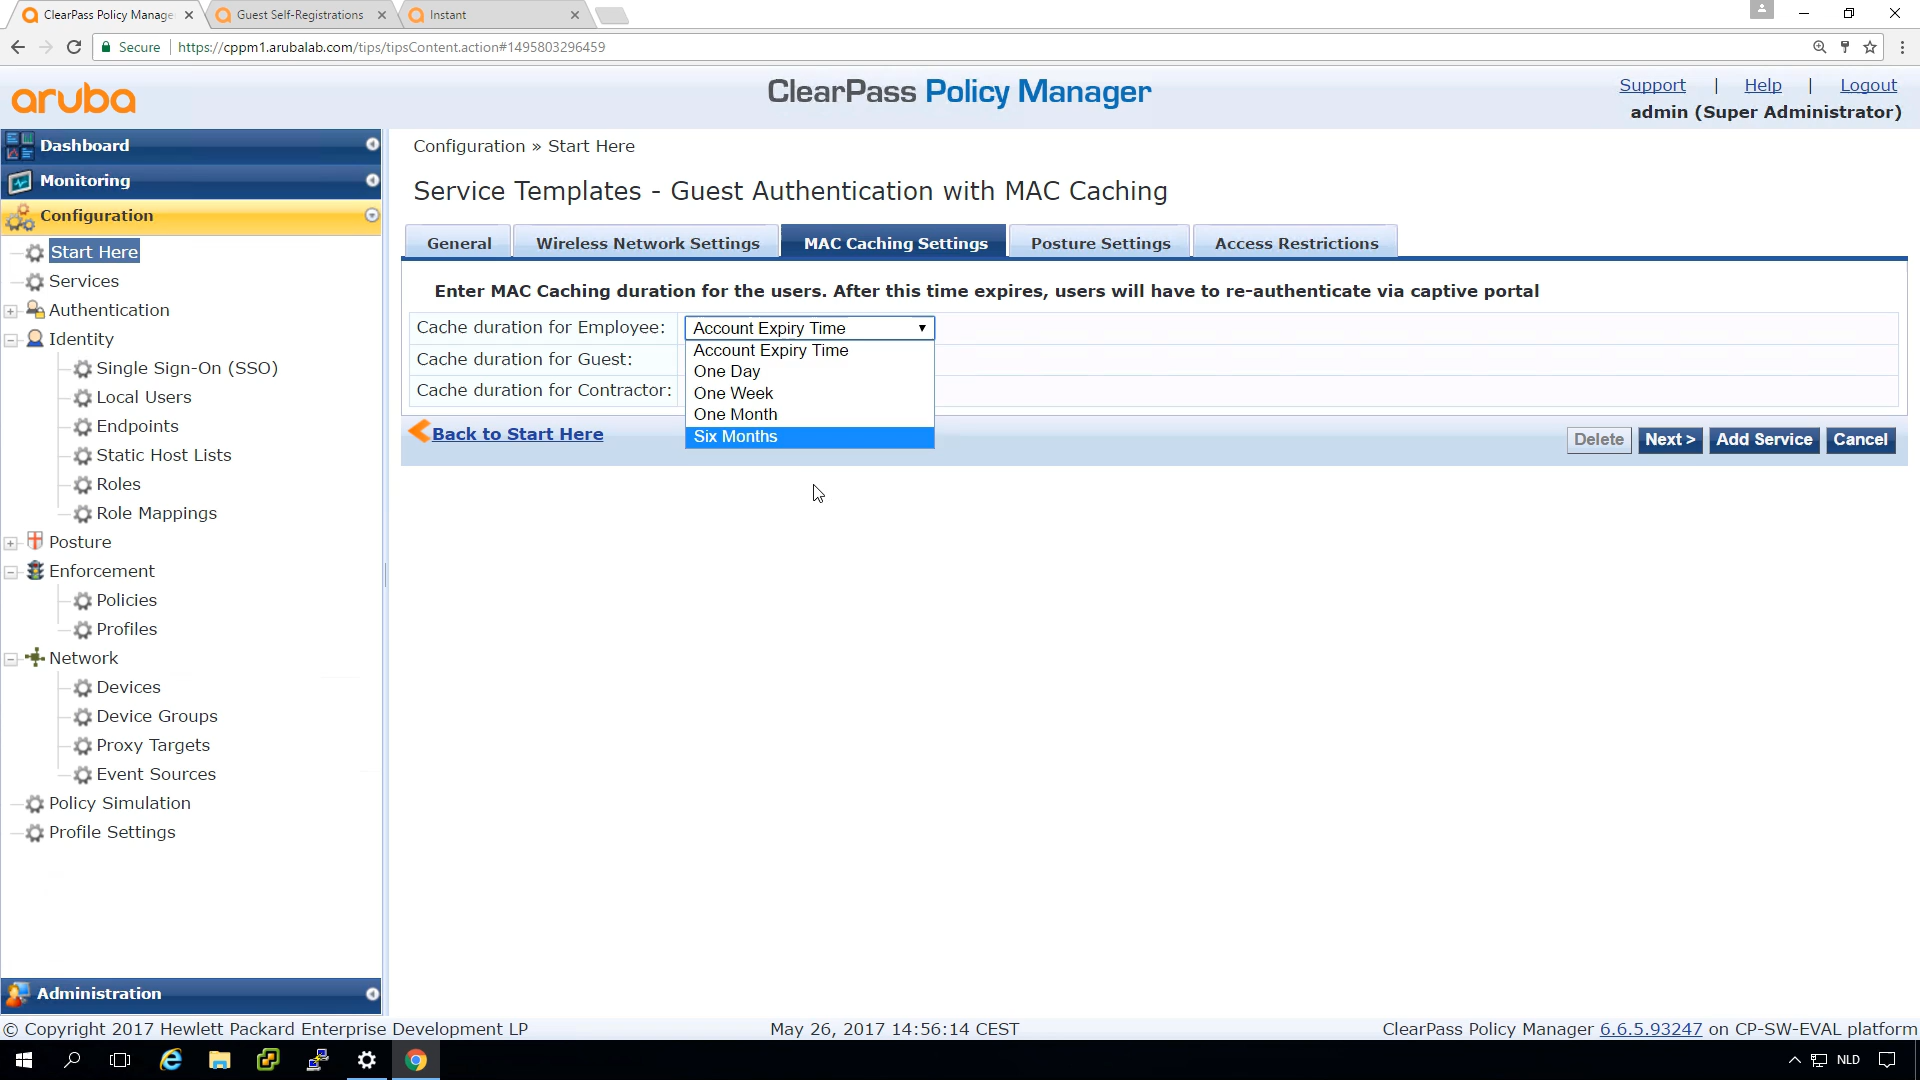 ClearPass Policy Manage
Guest Self-Registrations
Instant
Secure
https://cppm1.arubalab.com/tips/tipsContent.action#1495803296459
aruba
ClearPass Policy Manager
Support | Help | Logout
admin (Super Administrator)
Dashboard
Monitoring
Configuration
Start Here
Services
Authentication
Identity
Single Sign-On (SSO)
Local Users
Endpoints
Static Host Lists
Roles
Role Mappings
Posture
Enforcement
Policies
Profiles
Network
Devices
Device Groups
Proxy Targets
Event Sources
Policy Simulation
Profile Settings
Administration
Configuration » Start Here
Service Templates - Guest Authentication with MAC Caching
General
Wireless Network Settings
MAC Caching Settings
Posture Settings
Access Restrictions
Enter MAC Caching duration for the users. After this time expires, users will have to re-authenticate via captive portal
Cache duration for Employee:
Account Expiry Time
Cache duration for Guest:
Cache duration for Contractor:
Account Expiry Time
One Day
One Week
One Month
Six Months
Back to Start Here
Delete
Next >
Add Service
Cancel
© Copyright 2017 Hewlett Packard Enterprise Development LP
May 26, 2017 14:56:14 CEST
ClearPass Policy Manager 6.6.5.93247 on CP-SW-EVAL platform
NLD